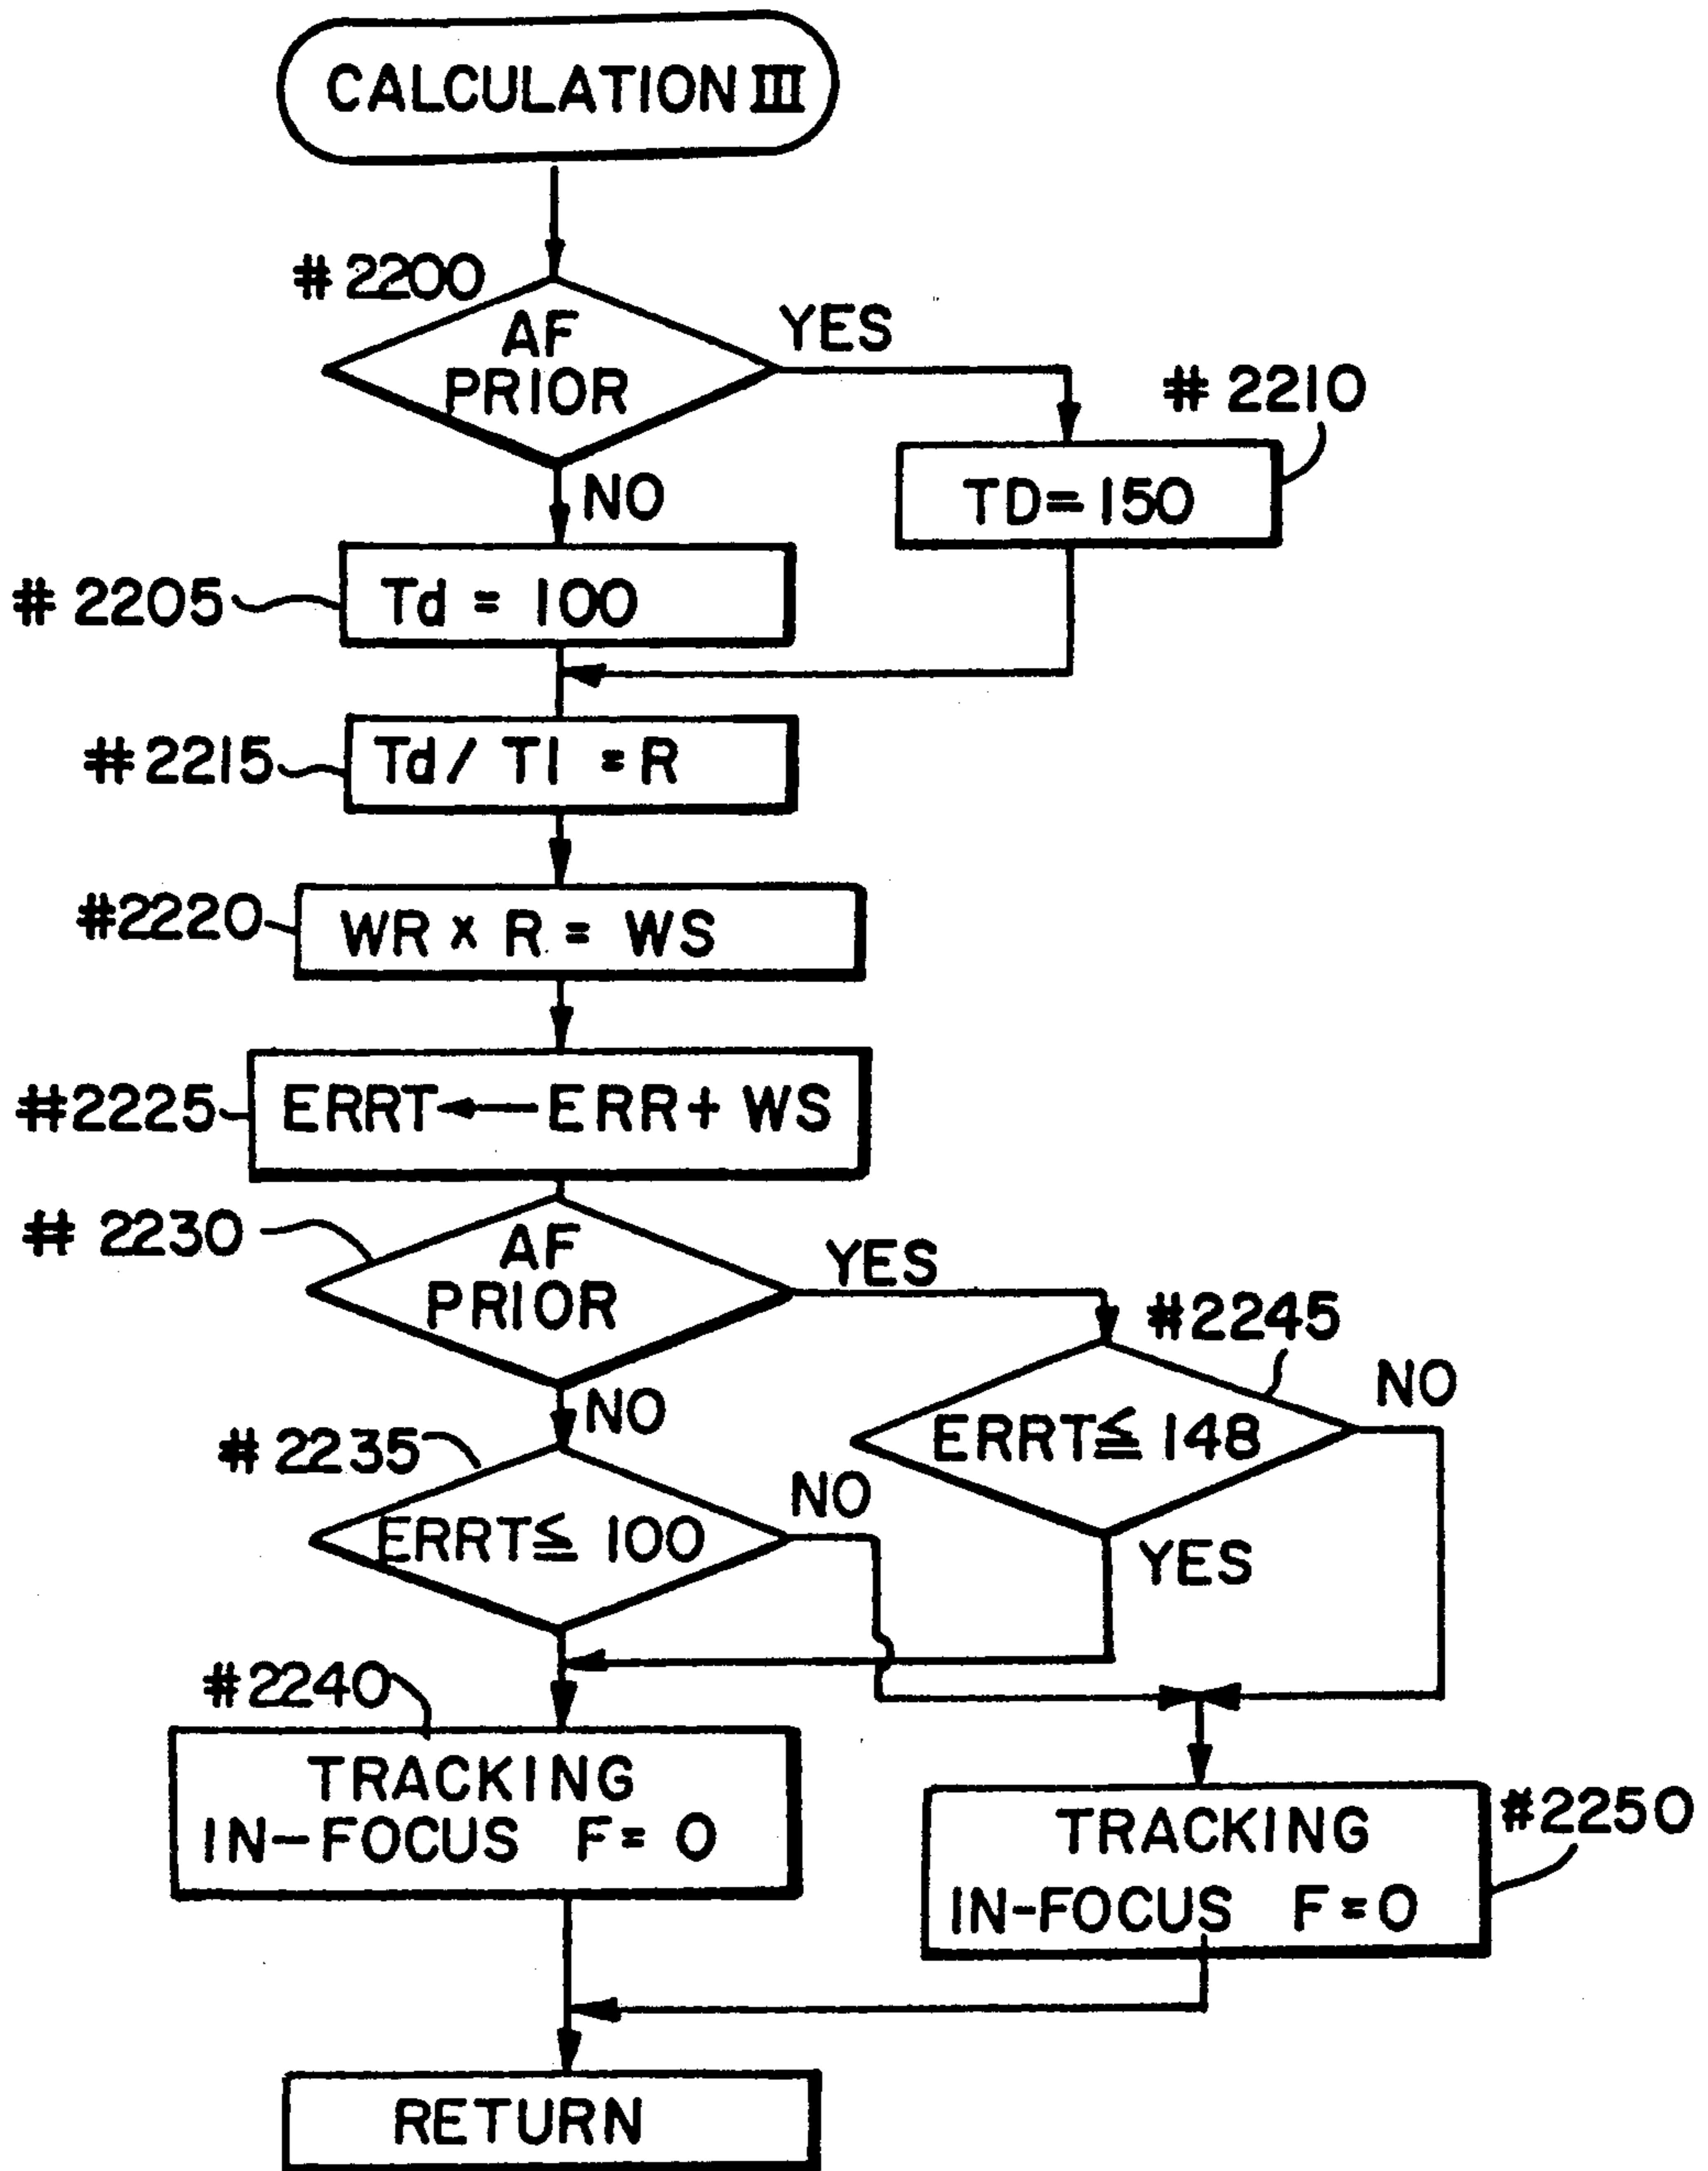 CALCULATION III
#2200
AF
PRIOR
YES
#2210
TD=150
NO
#2205
Td = 100
#2215
Td/ TI = R
#2220
WR x R = WS
#2225
ERRT←ERR+ WS
#2230
AF
PRIOR
YES
#2245
NO
ERRT≦ 148
NO
#2235
NO
ERRT≦ 100
YES
#2240
TRACKING
IN-FOCUS F= 0
#2250
TRACKING
IN-FOCUS F=0
RETURN